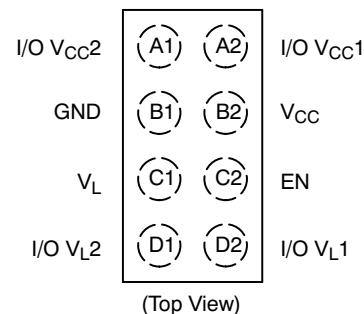 I/O VCC2 A1 A2 I/O VCC1
GND B1 B2 VCC
VL C1 C2 EN
I/O VL2 D1 D2 I/O VL1
(Top View)